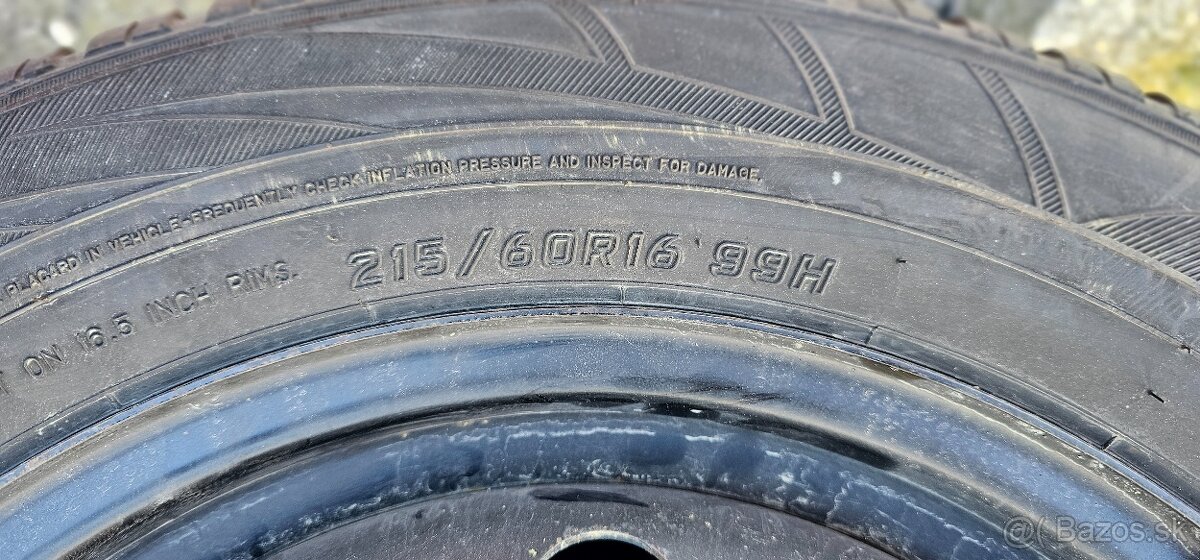 PLACARD IN VEHICLE-FREQUENTLY CHECK INFLATION PRESSURE AND INSPECT FOR DAMAGE.
T ON 16.5 INCH RIMS. 215/60R16 99H
@ Bazos.sk